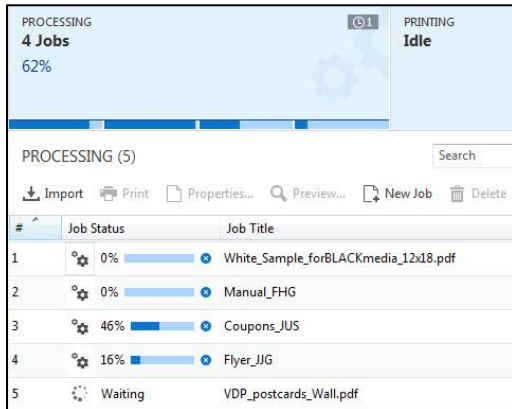 PROCESSING
4 Jobs
62%
1
PRINTING
Idle
PROCESSING (5)
Search
Import Print Properties... Preview... New Job Delete
# Job Status Job Title
1 0% White_Sample_forBLACKmedia_12x18.pdf
2 0% Manual_FHG
3 46% Coupons_JUS
4 16% Flyer_JJG
5 Waiting VDP_postcards_Wall.pdf